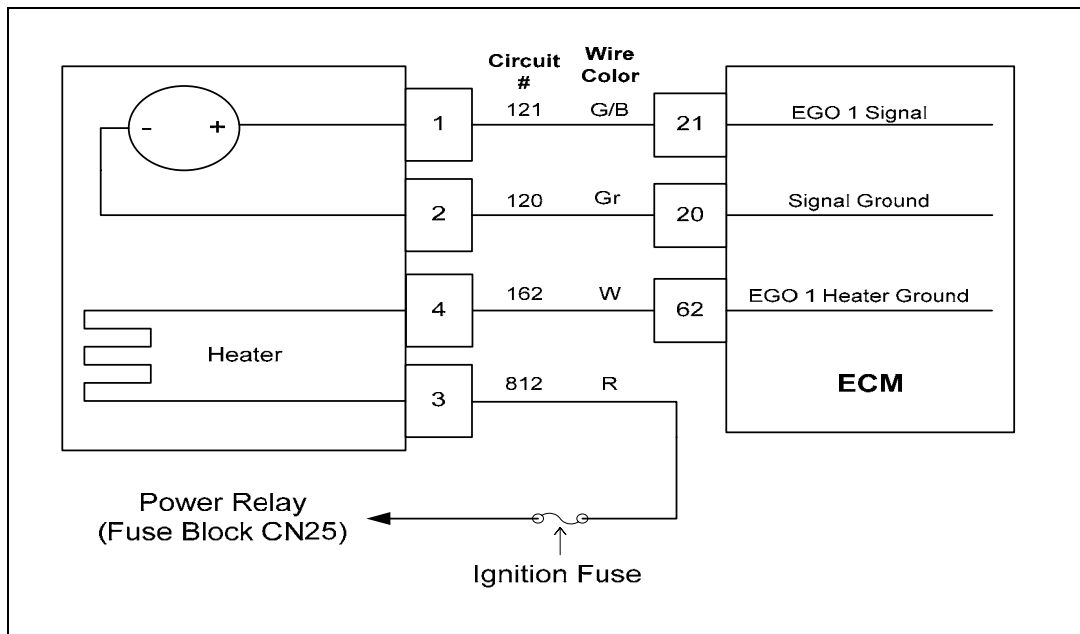 Circuit # Wire Color
- + 1 121 G/B 21 EGO 1 Signal
2 120 Gr 20 Signal Ground
4 162 W 62 EGO 1 Heater Ground
Heater
ECM
3 812 R
Power Relay
(Fuse Block CN25)
Ignition Fuse